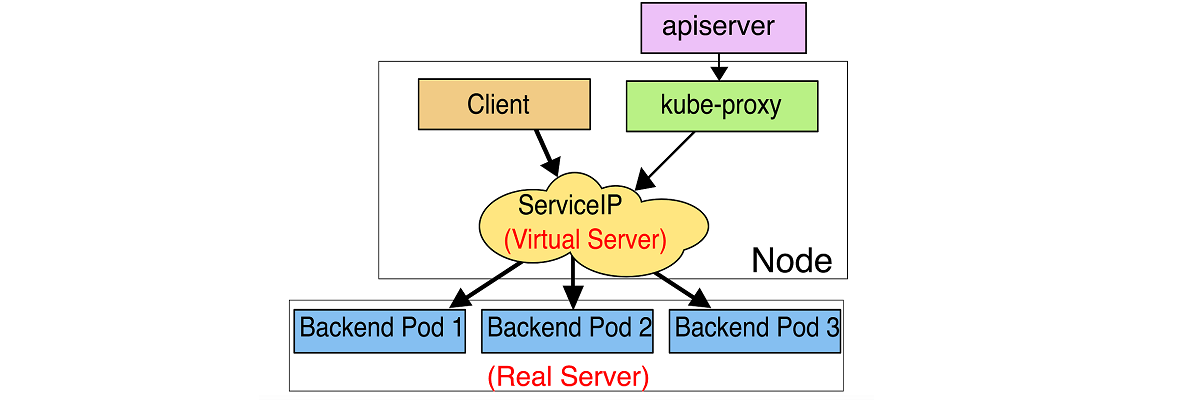 apiserver
Client
kube-proxy
ServiceIP
(Virtual Server)
Node
Backend Pod 1
Backend Pod 2
Backend Pod 3
(Real Server)